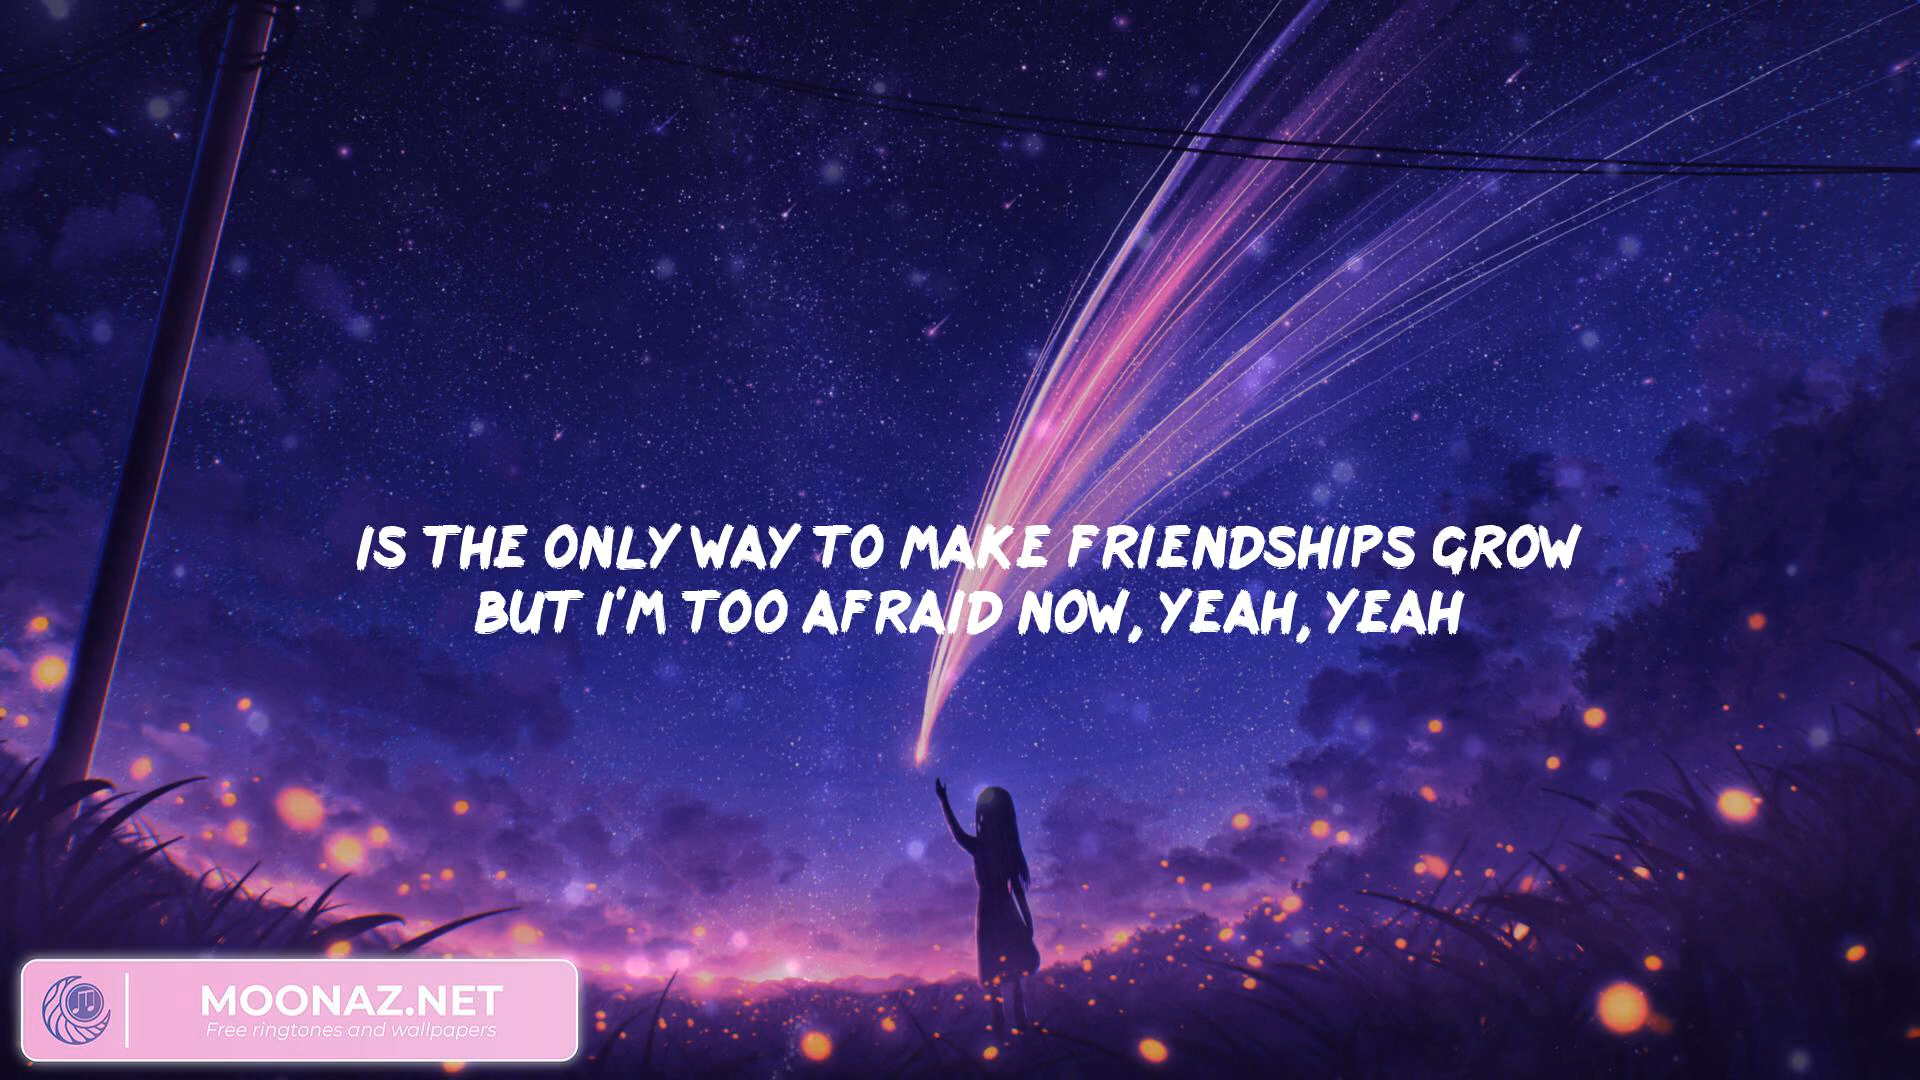 IS THE ONLY WAY TO MAKE FRIENDSHIPS GROW
BUT I'M TOO AFRAID NOW, YEAH, YEAH
MOONAZ.NET
Free ringtones and wallpapers